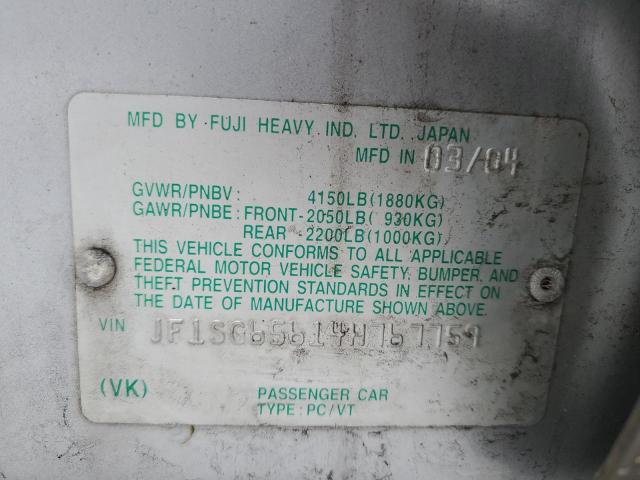 MFD BY FUJI HEAVY IND. LTD. JAPAN
MFD IN 03/04
GVWR/PNBV : 4150LB(1880KG)
GAWR/PNBE : FRONT-2050LB( 930KG)
REAR -2200LB(1000KG)
THIS VEHICLE CONFORMS TO ALL APPLICABLE
FEDERAL MOTOR VEHICLE SAFETY, BUMPER, AND
THEFT PREVENTION STANDARDS IN EFFECT ON
THE DATE OF MANUFACTURE SHOWN ABOVE.
VIN JF1SG65614H767759
(VK) PASSENGER CAR
TYPE : PC/VT